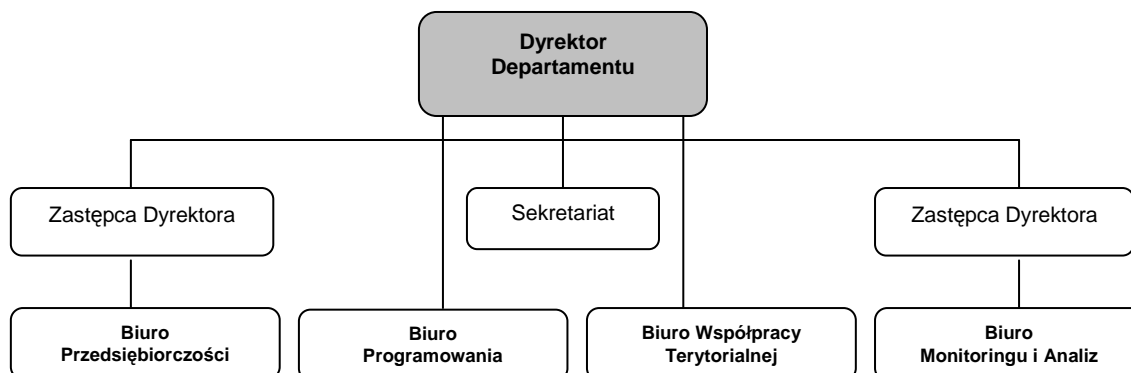 Dyrektor
Departamentu
Zastępca Dyrektora
Sekretariat
Zastępca Dyrektora
Biuro
Przedsiębiorczości
Biuro
Programowania
Biuro Współpracy
Terytorialnej
Biuro
Monitoringu i Analiz